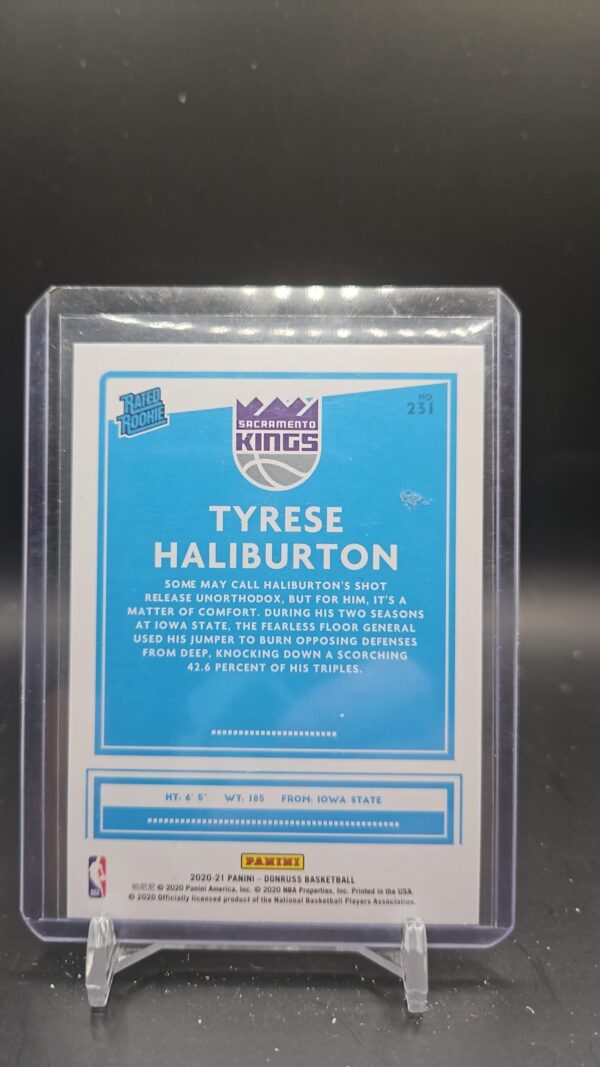 RATED
ROOKIE
NO.
231
SACRAMENTO
KINGS
TYRESE
HALIBURTON
SOME MAY CALL HALIBURTON'S SHOT
RELEASE UNORTHODOX, BUT FOR HIM, IT'S A
MATTER OF COMFORT. DURING HIS TWO SEASONS
AT IOWA STATE, THE FEARLESS FLOOR GENERAL
USED HIS JUMPER TO BURN OPPOSING DEFENSES
FROM DEEP, KNOCKING DOWN A SCORCHING
42.6 PERCENT OF HIS TRIPLES.
HT: 6' 5" WT: 185 FROM: IOWA STATE
PANINI
2020-21 PANINI - DONRUSS BASKETBALL
© 2020 Panini America, Inc. © 2020 NBA Properties, Inc. Printed in the USA.
© 2020 Officially licensed product of the National Basketball Players Association.